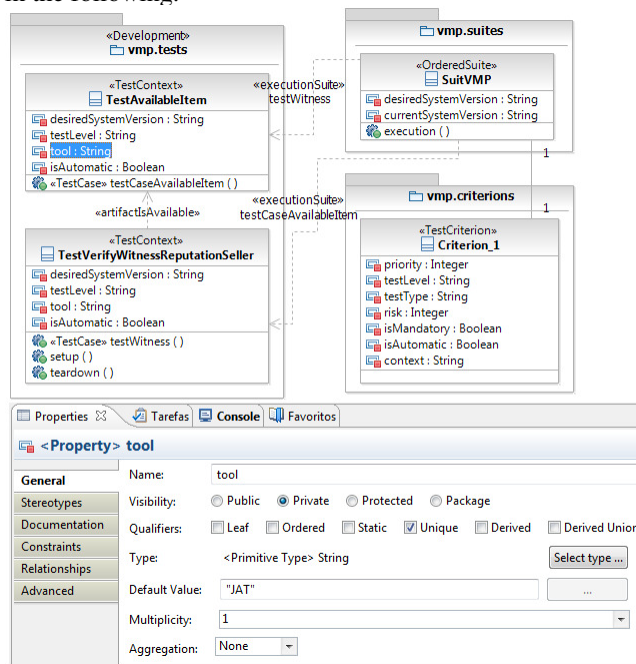 in the following.
«Development»
vmp.tests
«TestContext»
TestAvailableItem
desiredSystemVersion : String
testLevel : String
tool : String
isAutomatic : Boolean
«TestCase» testCaseAvailableItem ( )
«artifactIsAvailable»
«TestContext»
TestVerifyWitnessReputationSeller
desiredSystemVersion : String
testLevel : String
tool : String
isAutomatic : Boolean
«TestCase» testWitness ( )
setup ( )
teardown ( )
«executionSuite»
testWitness
«executionSuite»
testCaseAvailableItem
vmp.suites
«OrderedSuite»
SuitVMP
desiredSystemVersion : String
currentSystemVersion : String
execution ( )
1
1
vmp.criterions
«TestCriterion»
Criterion_1
priority : Integer
testLevel : String
testType : String
risk : Integer
isMandatory : Boolean
isAutomatic : Boolean
context : String
Properties
Tarefas
Console
Favoritos
<Property> tool
General
Stereotypes
Documentation
Constraints
Relationships
Advanced
Name: tool
Visibility: Public Private Protected Package
Qualifiers: Leaf Ordered Static Unique Derived Derived Union
Type: <Primitive Type> String Select type ...
Default Value: "JAT" ...
Multiplicity: 1
Aggregation: None